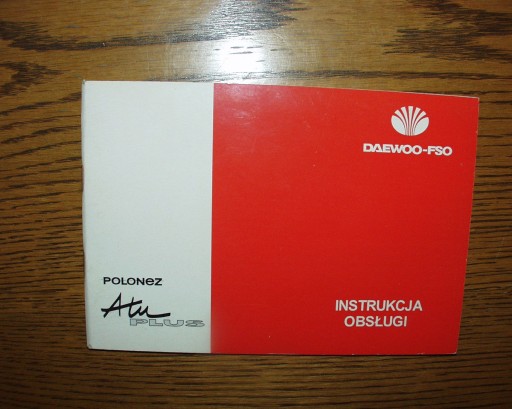 DAEWOO-FSO
POLONEZ
Atu
PLUS
INSTRUKCJA
OBSŁUGI